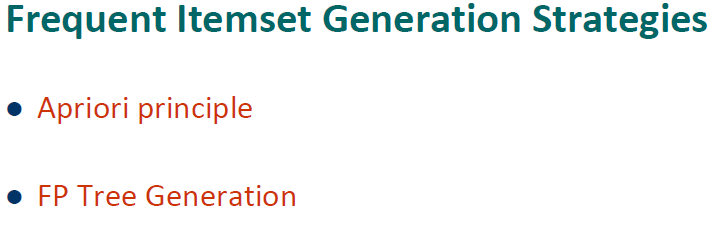 Frequent Itemset Generation Strategies
• Apriori principle
• FP Tree Generation